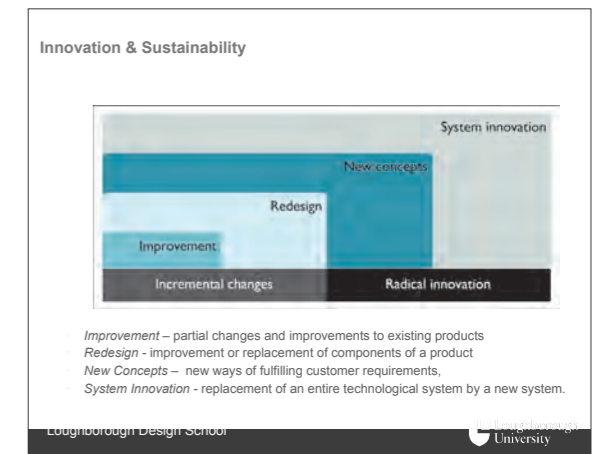 Innovation & Sustainability
System innovation
New concepts
Redesign
Improvement
Incremental changes
Radical innovation
Improvement – partial changes and improvements to existing products
Redesign - improvement or replacement of components of a product
New Concepts – new ways of fulfilling customer requirements,
System Innovation - replacement of an entire technological system by a new system.
Loughborough Design School
Loughborough
University